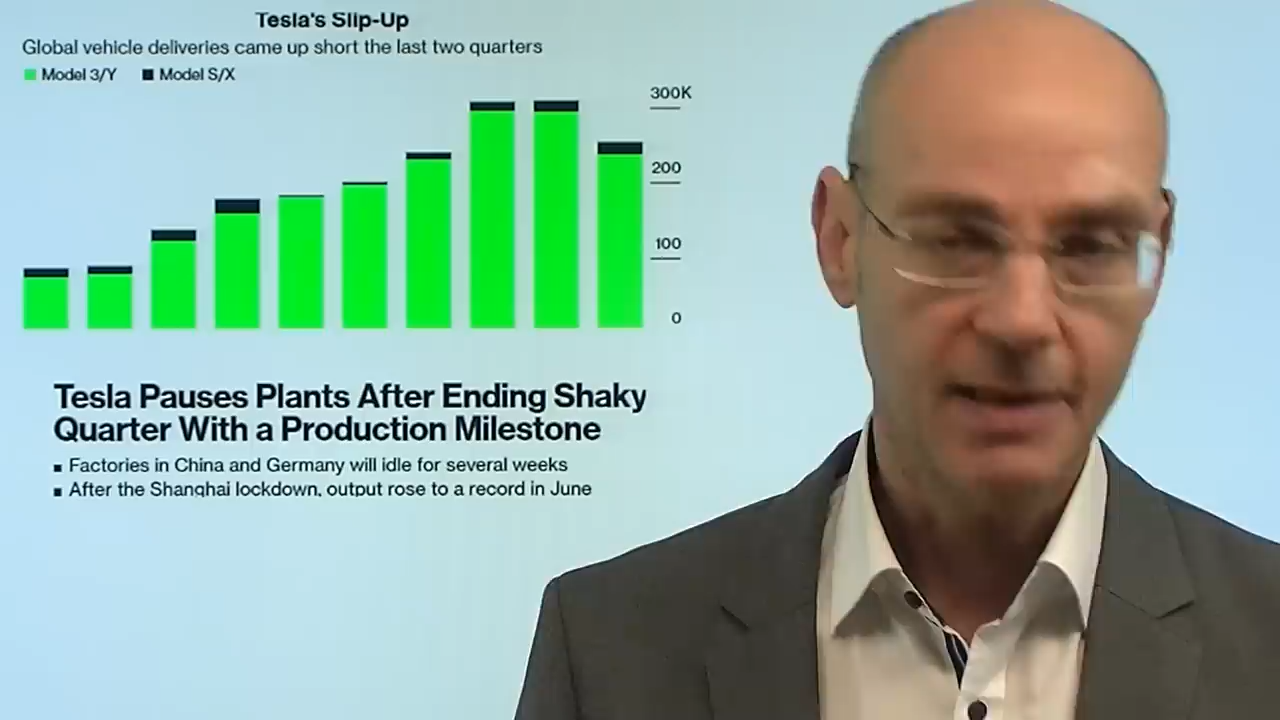 Tesla's Slip-Up
Global vehicle deliveries came up short the last two quarters
Model 3/Y Model S/X
300K
200
100
0
Tesla Pauses Plants After Ending Shaky
Quarter With a Production Milestone
Factories in China and Germany will idle for several weeks
After the Shanghai lockdown, output rose to a record in June